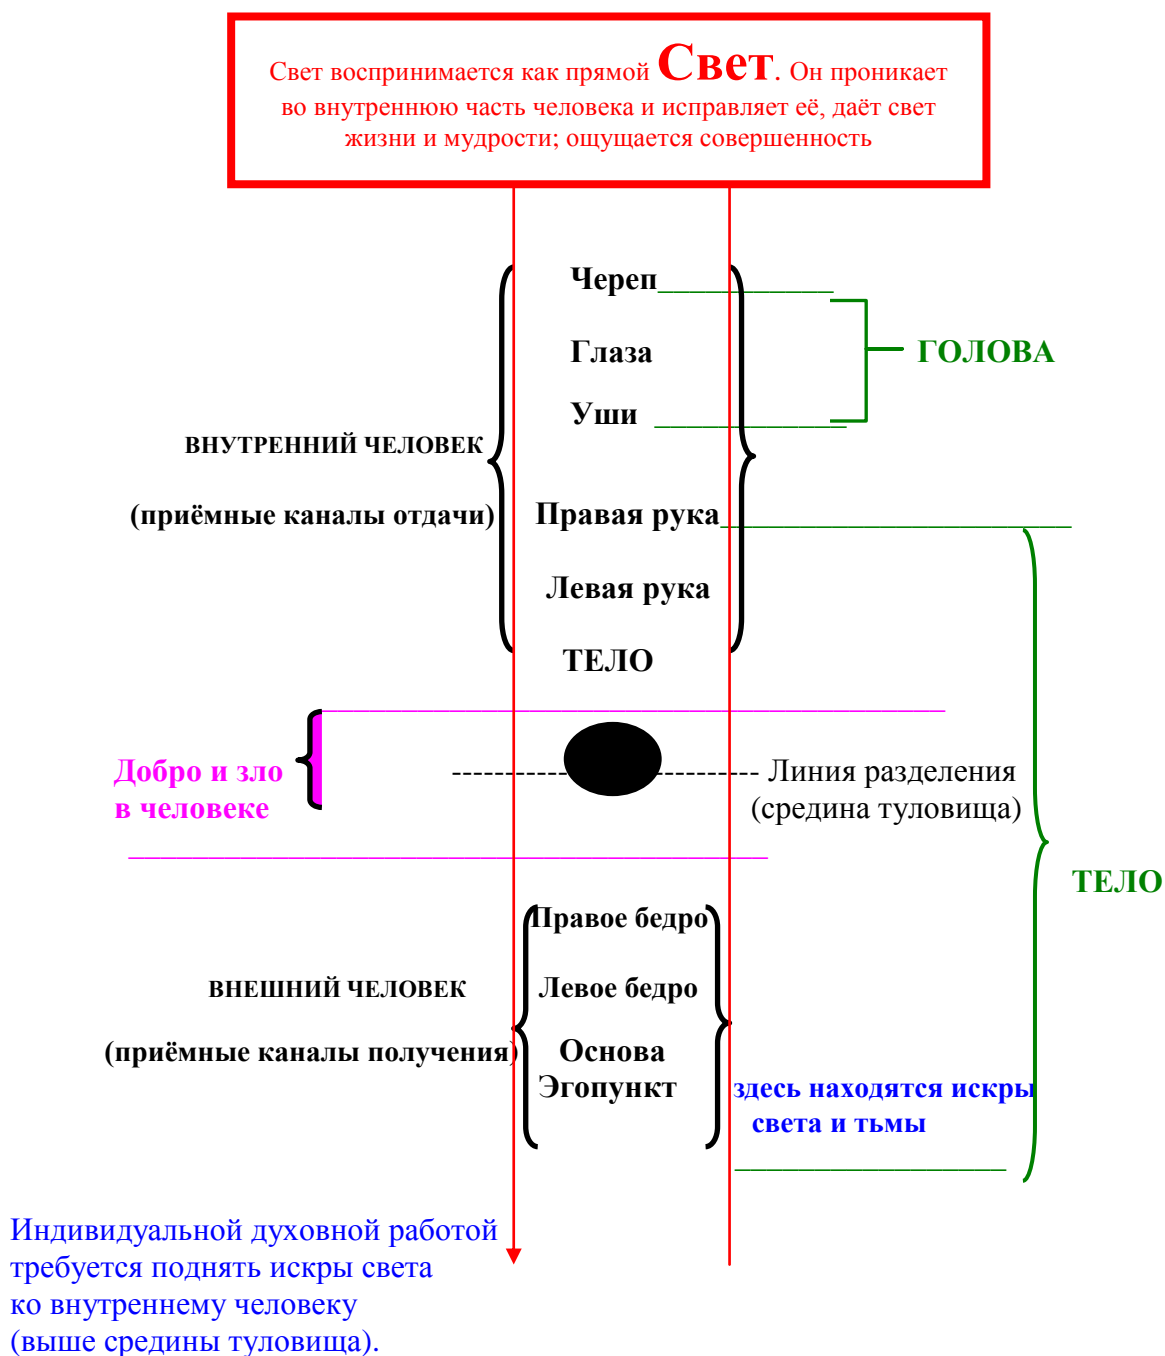 Свет воспринимается как прямой Свет. Он проникает
во внутреннюю часть человека и исправляет её, даёт свет
жизни и мудрости; ощущается совершенность
Череп
Глаза
ГОЛОВА
Уши
ВНУТРЕННИЙ ЧЕЛОВЕК
(приёмные каналы отдачи)
Правая рука
Левая рука
ТЕЛО
Добро и зло
в человеке
Линия разделения
(средина туловища)
ТЕЛО
Правое бедро
ВНЕШНИЙ ЧЕЛОВЕК
Левое бедро
(приёмные каналы получения)
Основа
Эгопункт
здесь находятся искры
света и тьмы
Индивидуальной духовной работой
требуется поднять искры света
ко внутреннему человеку
(выше средины туловища).